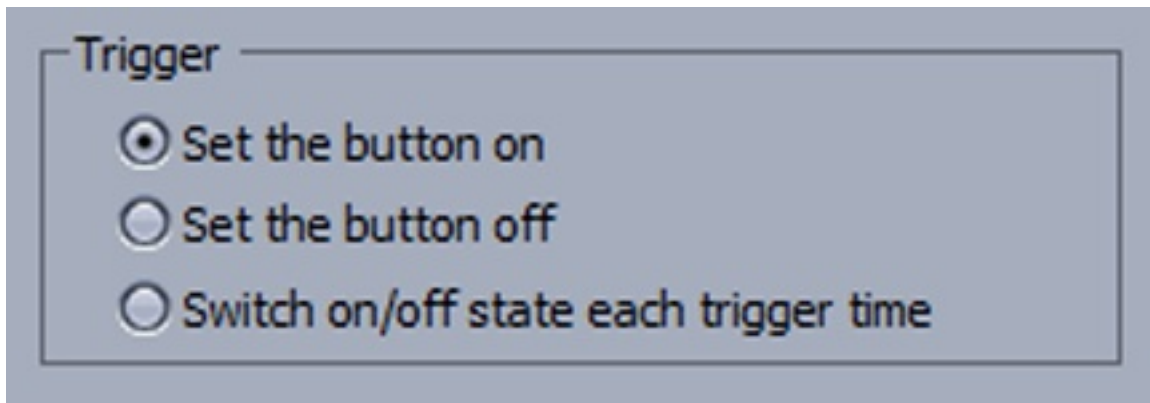 Trigger
Set the button on
Set the button off
Switch on/off state each trigger time